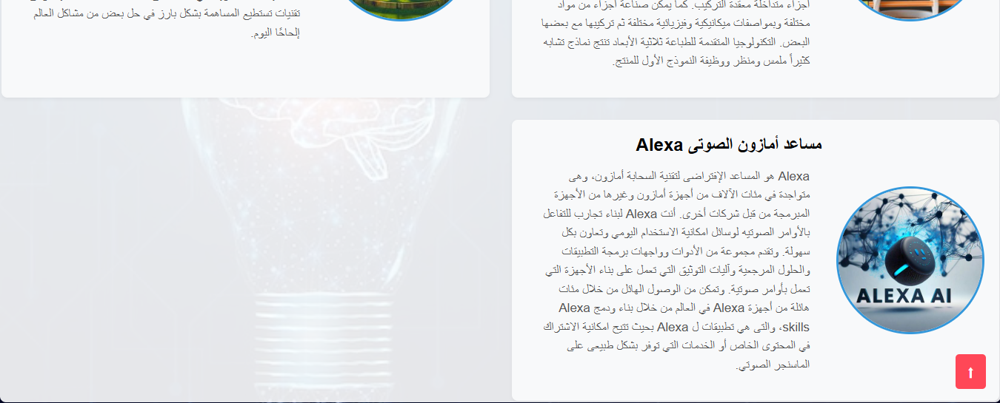 أجزاء متداخلة معقدة التركيب. كما يمكن صناعة أجزاء من مواد
مختلفة وبمواصفات ميكانيكية وفيزيائية مختلفة ثم تركيبها مع بعضها
البعض. التكنولوجيا المتقدمة للطباعة ثلاثية الأبعاد تنتج نماذج تشابه
كثيراً ملمس ومنظر ووظيفة النموذج الأول للمنتج.
تقنيات تستطيع المساهمة بشكل بارز في حل بعض من مشاكل العالم
إلحاحًا اليوم.
مساعد أمازون الصوتى Alexa
Alexa هو المساعد الإفتراضى لتقنية السحابة أمازون، وهى
متواجدة في مئات الآلاف من أجهزة أمازون وغيرها من الأجهزة
المبرمجة من قبل شركات أخرى. أنت Alexa لبناء تجارب للتفاعل
بالأوامر الصوتيه لوسائل امكانية الاستخدام اليومي وتعاون بكل
سهولة. وتقدم مجموعة من الأدوات وواجهات برمجة التطبيقات
والحلول المرجعية وآليات التوثيق التي تعمل على بناء الأجهزة التي
تعمل بأوامر صوتية. وتمكن من الوصول الهائل من خلال مئات
هائلة من أجهزة Alexa في العالم من خلال بناء ودمج Alexa
skills، والتى هي تطبيقات ل Alexa بحيث تتيح امكانية الاشتراك
في المحتوى الخاص أو الخدمات التي توفر بشكل طبيعى على
الماسنجر الصوتي.
ALEXA AI